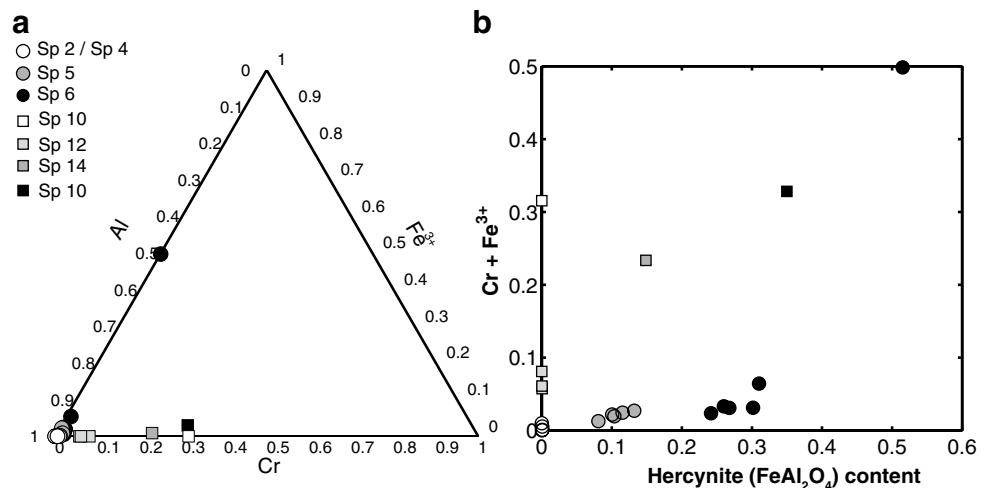 a
Sp 2 / Sp 4
Sp 5
Sp 6
Sp 10
Sp 12
Sp 14
Sp 10
0 1
0.1 0.9
0.2 0.8
0.3 0.7
0.4 0.6
0.5 0.5
0.6 0.4
0.7 0.3
0.8 0.2
0.9 0.1
1 0
Al
Fe3+
0 0.1 0.2 0.3 0.4 0.5 0.6 0.7 0.8 0.9 1
Cr
b
0.5
0.4
0.3
0.2
0.1
0
Cr + Fe3+
0 0.1 0.2 0.3 0.4 0.5 0.6
Hercynite (FeAl2O4) content